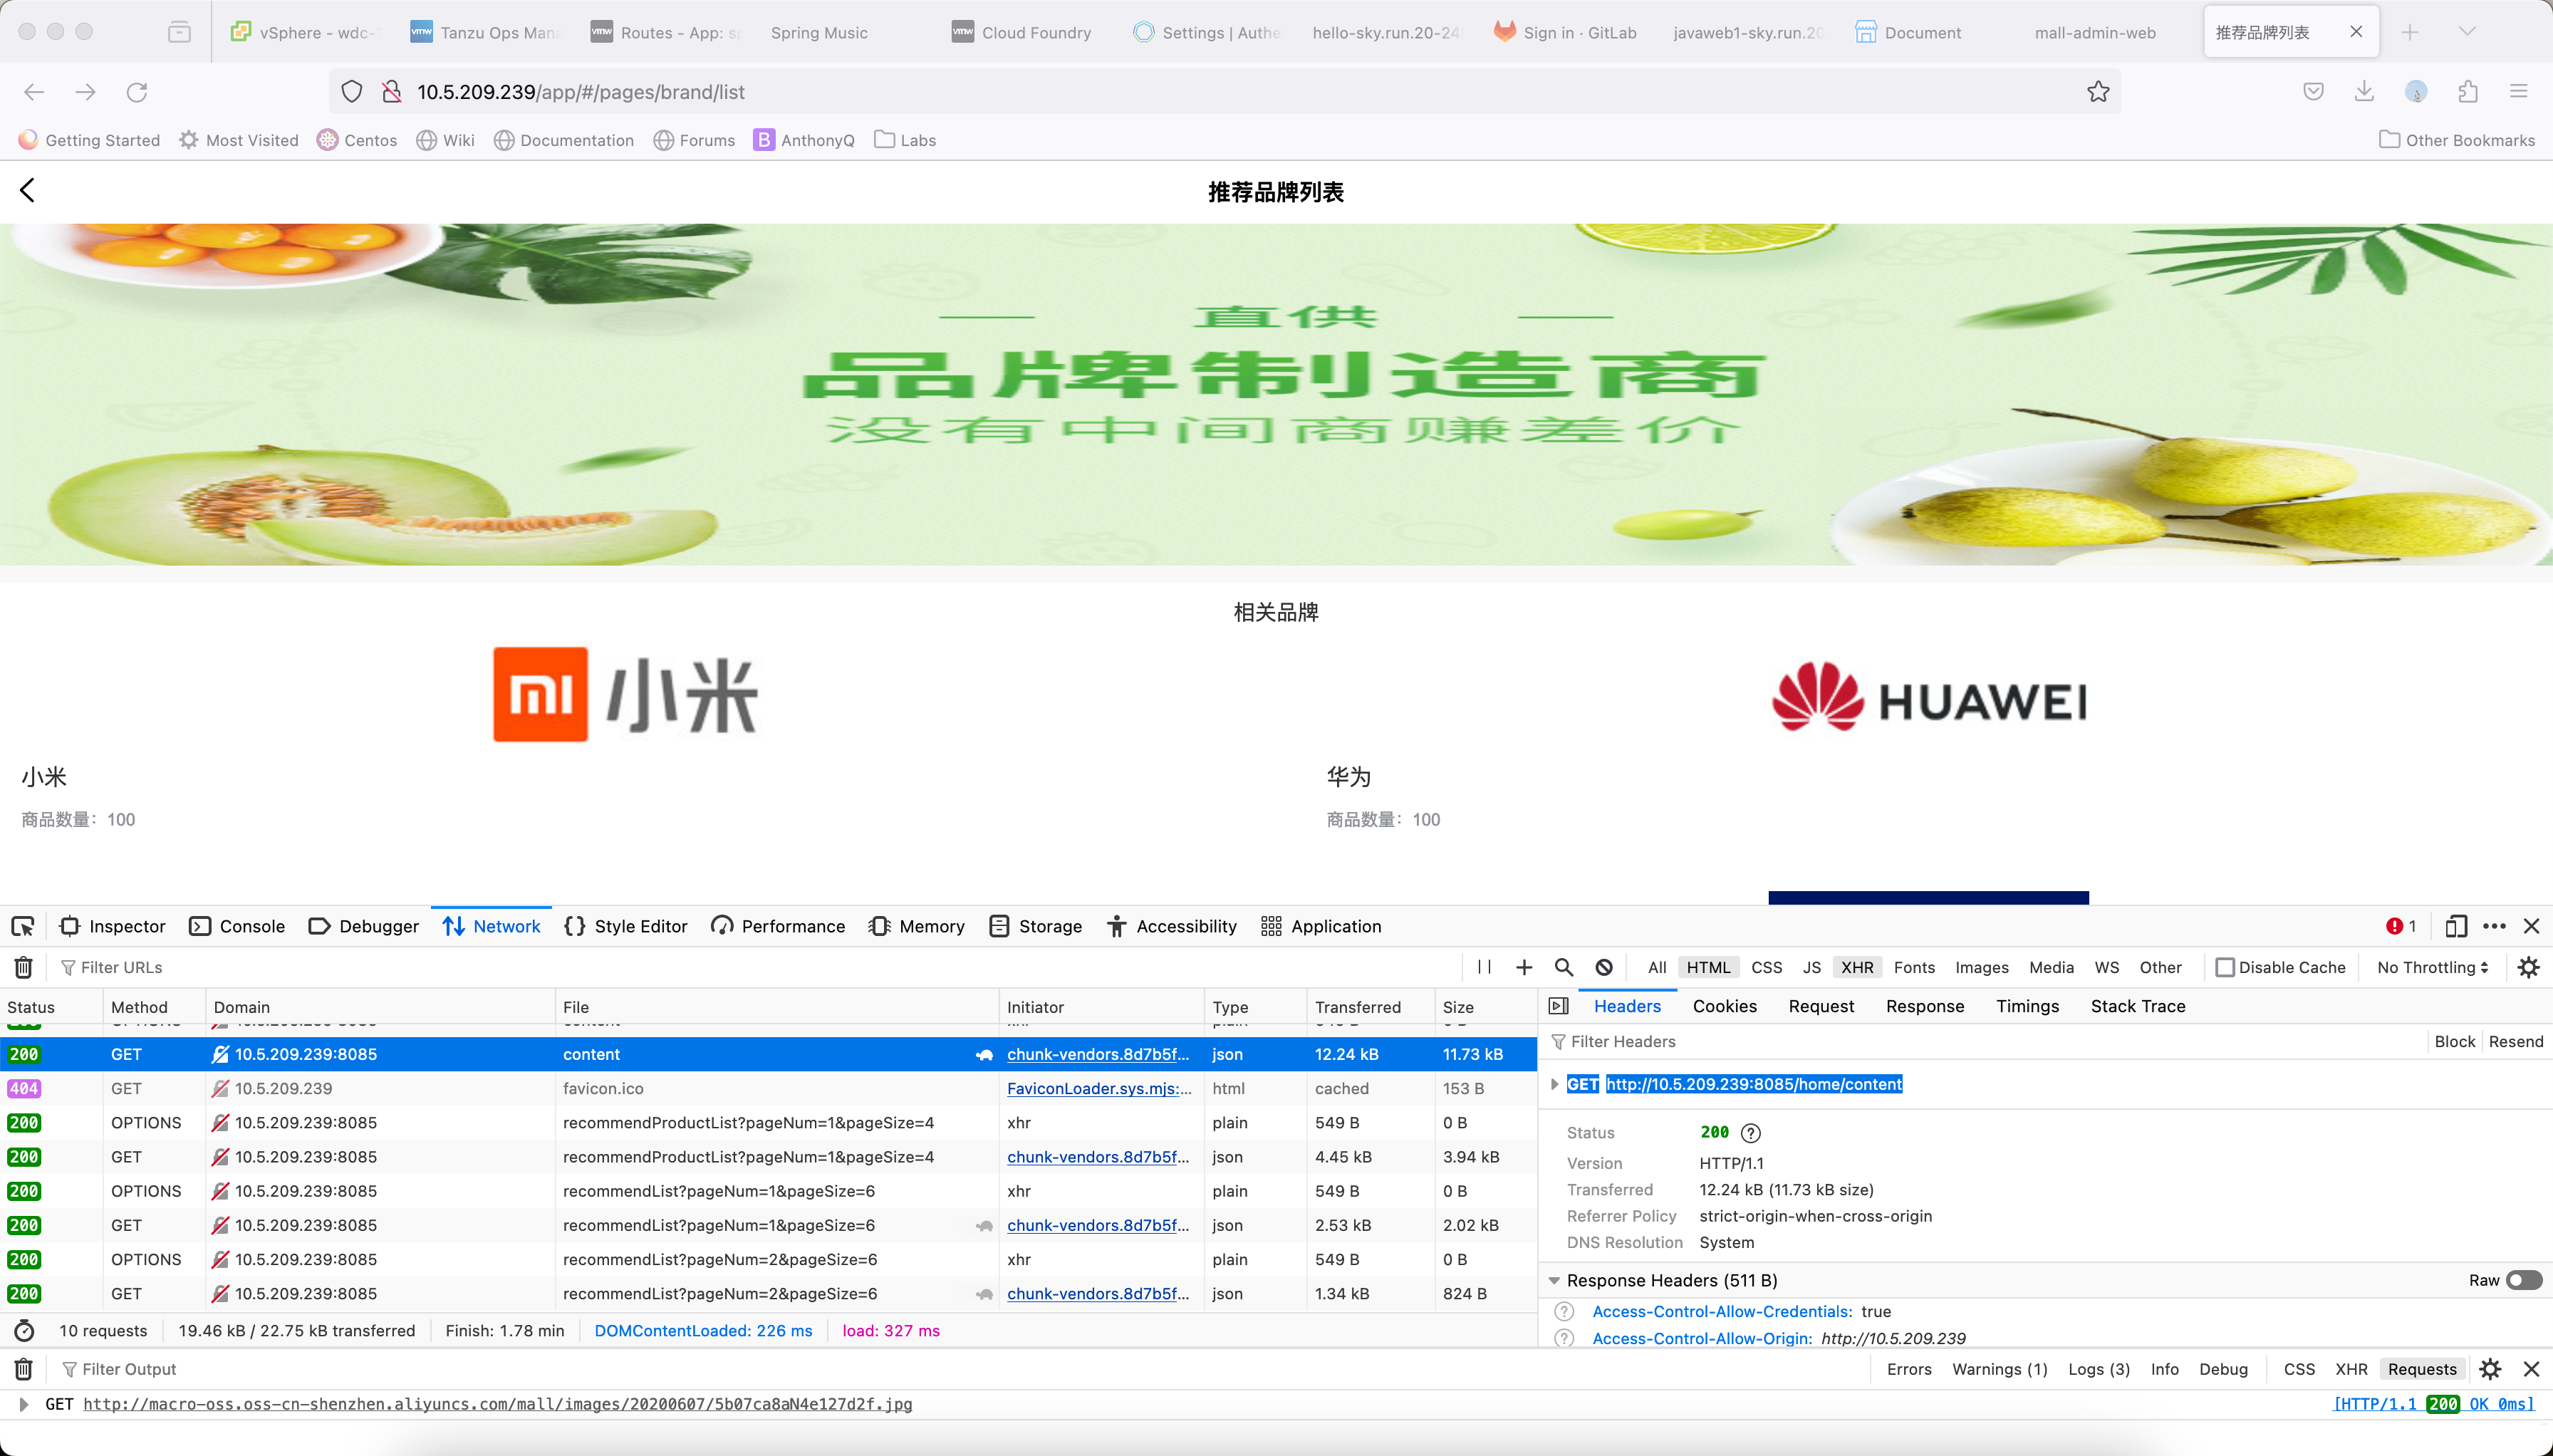 vSphere - wdc-1
Tanzu Ops Mana
Routes - App: s
Spring Music
Cloud Foundry
Settings | Authe
hello-sky.run.20-24
Sign in · GitLab
javaweb1-sky.run.20
Document
mall-admin-web
推荐品牌列表
10.5.209.239/app/#/pages/brand/list
Getting Started
Most Visited
Centos
Wiki
Documentation
Forums
B AnthonyQ
Labs
Other Bookmarks
推荐品牌列表
直供
品牌制造商
没有中间商赚差价
相关品牌
小米
HUAWEI
小米
华为
商品数量：100
商品数量：100
Inspector Console Debugger Network Style Editor Performance Memory Storage Accessibility Application 1
Filter URLs
All HTML CSS JS XHR Fonts Images Media WS Other Disable Cache No Throttling
Status Method Domain File Initiator Type Transferred Size
200 GET 10.5.209.239:8085 content chunk-vendors.8d7b5f... json 12.24 kB 11.73 kB
404 GET 10.5.209.239 favicon.ico FaviconLoader.sys.mjs:... html cached 153 B
200 OPTIONS 10.5.209.239:8085 recommendProductList?pageNum=1&pageSize=4 xhr plain 549 B 0 B
200 GET 10.5.209.239:8085 recommendProductList?pageNum=1&pageSize=4 chunk-vendors.8d7b5f... json 4.45 kB 3.94 kB
200 OPTIONS 10.5.209.239:8085 recommendList?pageNum=1&pageSize=6 xhr plain 549 B 0 B
200 GET 10.5.209.239:8085 recommendList?pageNum=1&pageSize=6 chunk-vendors.8d7b5f... json 2.53 kB 2.02 kB
200 OPTIONS 10.5.209.239:8085 recommendList?pageNum=2&pageSize=6 xhr plain 549 B 0 B
200 GET 10.5.209.239:8085 recommendList?pageNum=2&pageSize=6 chunk-vendors.8d7b5f... json 1.34 kB 824 B
10 requests 19.46 kB / 22.75 kB transferred Finish: 1.78 min DOMContentLoaded: 226 ms load: 327 ms
Headers Cookies Request Response Timings Stack Trace
Filter Headers Block Resend
GET http://10.5.209.239:8085/home/content
Status 200
Version HTTP/1.1
Transferred 12.24 kB (11.73 kB size)
Referrer Policy strict-origin-when-cross-origin
DNS Resolution System
Response Headers (511 B) Raw
Access-Control-Allow-Credentials: true
Access-Control-Allow-Origin: http://10.5.209.239
Filter Output
Errors Warnings (1) Logs (3) Info Debug CSS XHR Requests
GET http://macro-oss.oss-cn-shenzhen.aliyuncs.com/mall/images/20200607/5b07ca8aN4e127d2f.jpg [HTTP/1.1 200 OK 0ms]